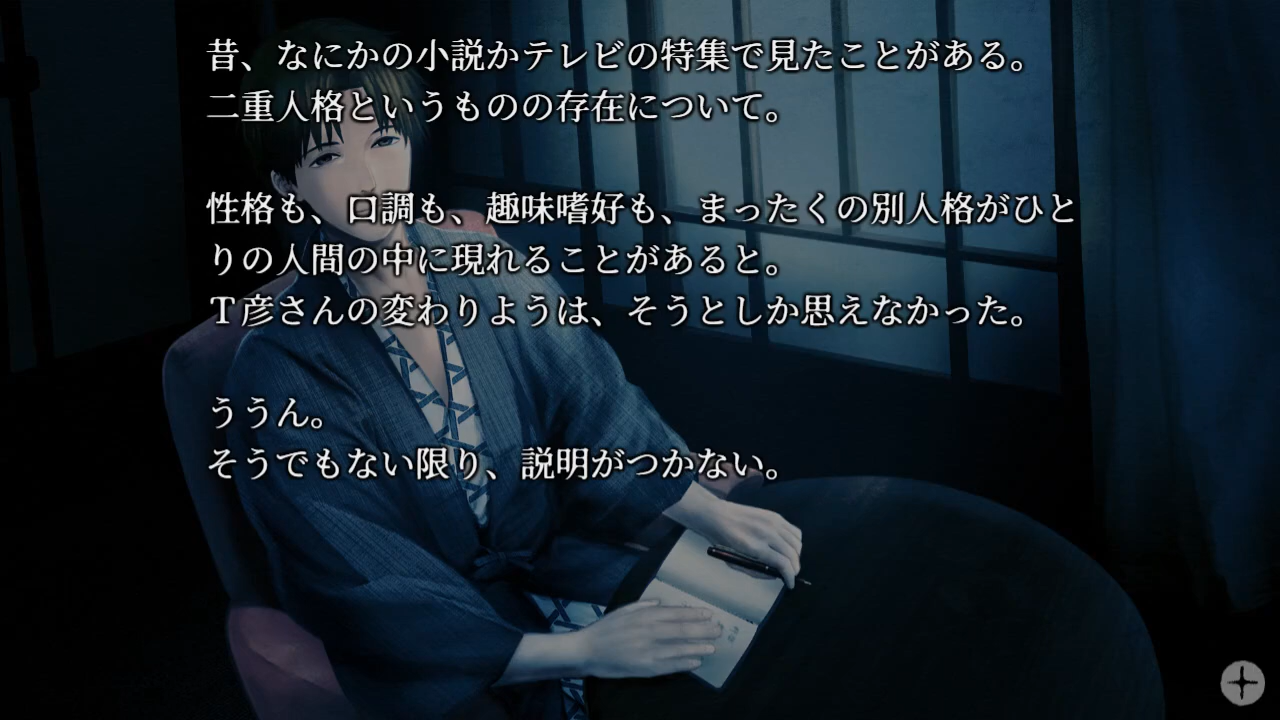 昔、なにかの小説かテレビの特集で見たことがある。
二重人格というものの存在について。
性格も、口調も、趣味嗜好も、まったくの別人格がひと
りの人間の中に現れることがあると。
Ｔ彦さんの変わりようは、そうとしか思えなかった。
ううん。
そうでもない限り、説明がつかない。